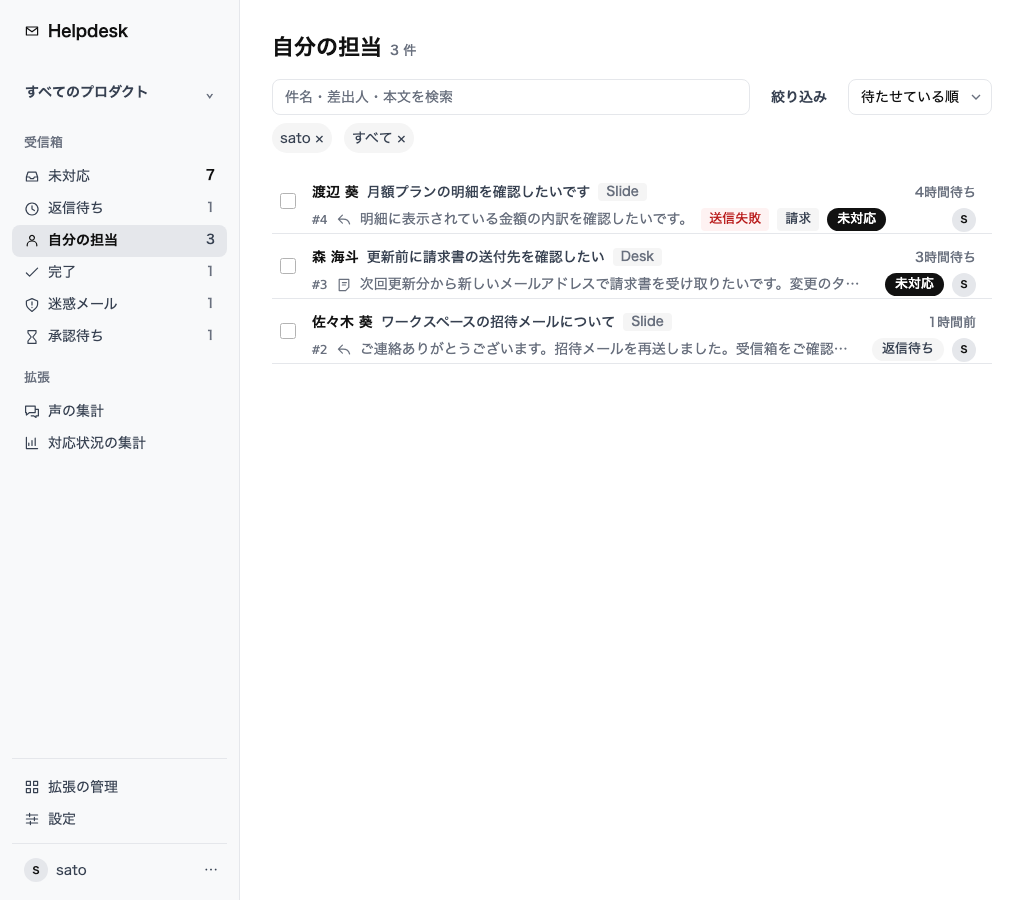 Helpdesk
すべてのプロダクト
受信箱
未対応 7
返信待ち 1
自分の担当 3
完了 1
迷惑メール 1
承認待ち 1
拡張
声の集計
対応状況の集計
拡張の管理
設定
S sato …
自分の担当 3 件
件名・差出人・本文を検索 絞り込み 待たせている順
sato × すべて ×
渡辺 葵 月額プランの明細を確認したいです Slide 4時間待ち
#4 明細に表示されている金額の内訳を確認したいです。 送信失敗 請求 未対応 S
森 海斗 更新前に請求書の送付先を確認したい Desk 3時間待ち
#3 次回更新分から新しいメールアドレスで請求書を受け取りたいです。変更のタ… 未対応 S
佐々木 葵 ワークスペースの招待メールについて Slide 1時間前
#2 ご連絡ありがとうございます。招待メールを再送しました。受信箱をご確認… 返信待ち S